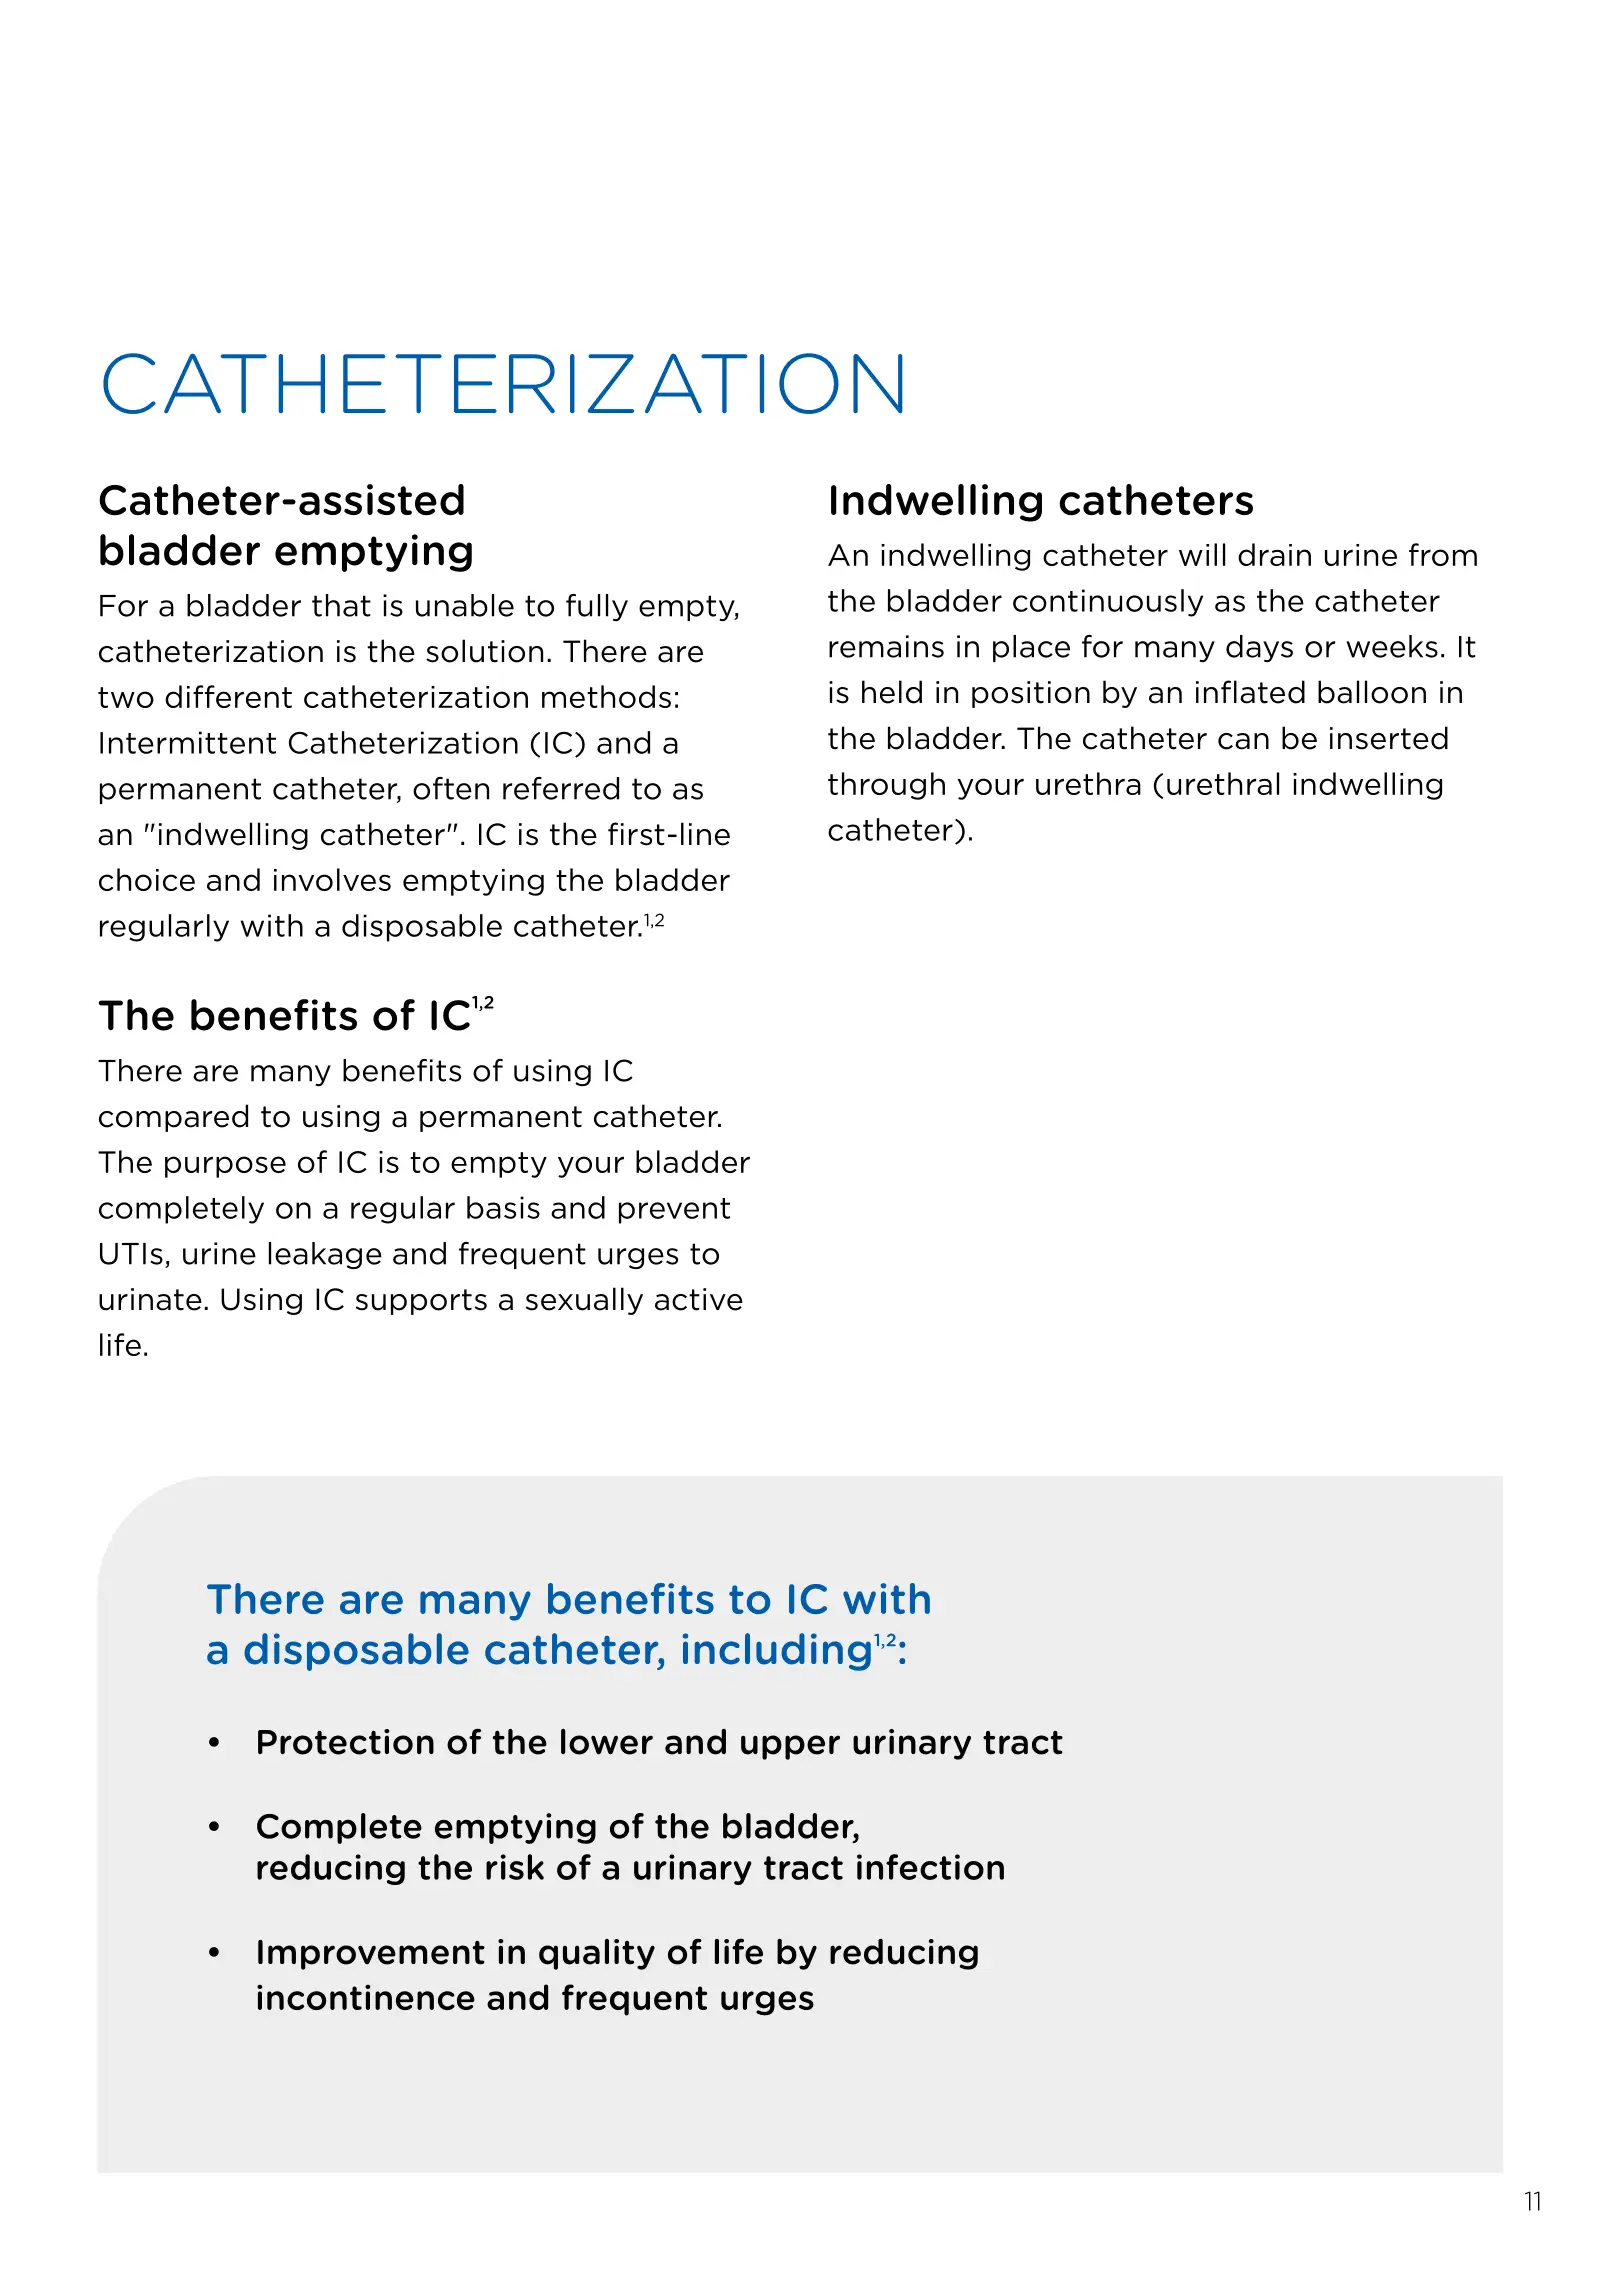 CATHETERIZATION
Catheter-assisted
bladder emptying
For a bladder that is unable to fully empty,
catheterization is the solution. There are
two different catheterization methods:
Intermittent Catheterization (IC) and a
permanent catheter, often referred to as
an "indwelling catheter". IC is the first-line
choice and involves emptying the bladder
regularly with a disposable catheter.1,2
The benefits of IC1,2
There are many benefits of using IC
compared to using a permanent catheter.
The purpose of IC is to empty your bladder
completely on a regular basis and prevent
UTIs, urine leakage and frequent urges to
urinate. Using IC supports a sexually active
life.
Indwelling catheters
An indwelling catheter will drain urine from
the bladder continuously as the catheter
remains in place for many days or weeks. It
is held in position by an inflated balloon in
the bladder. The catheter can be inserted
through your urethra (urethral indwelling
catheter).
There are many benefits to IC with
a disposable catheter, including1,2:
• Protection of the lower and upper urinary tract
• Complete emptying of the bladder,
reducing the risk of a urinary tract infection
• Improvement in quality of life by reducing
incontinence and frequent urges
11